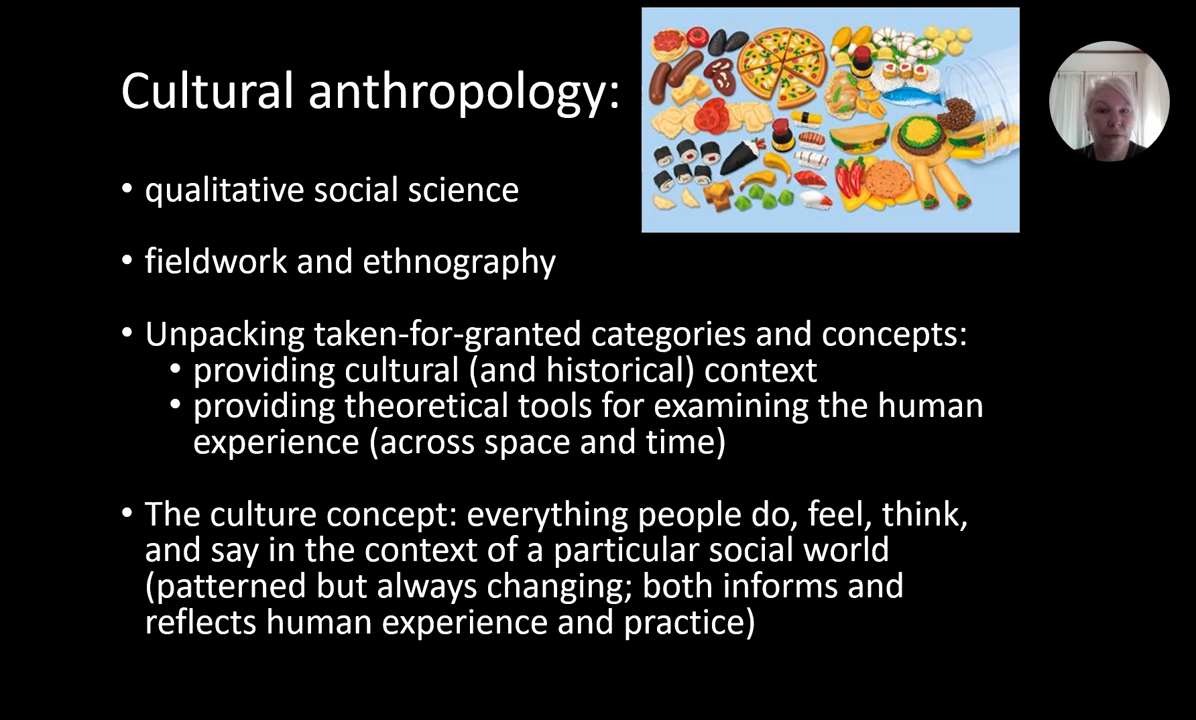 Cultural anthropology:
• qualitative social science
• fieldwork and ethnography
• Unpacking taken-for-granted categories and concepts:
• providing cultural (and historical) context
• providing theoretical tools for examining the human
experience (across space and time)
• The culture concept: everything people do, feel, think,
and say in the context of a particular social world
(patterned but always changing; both informs and
reflects human experience and practice)